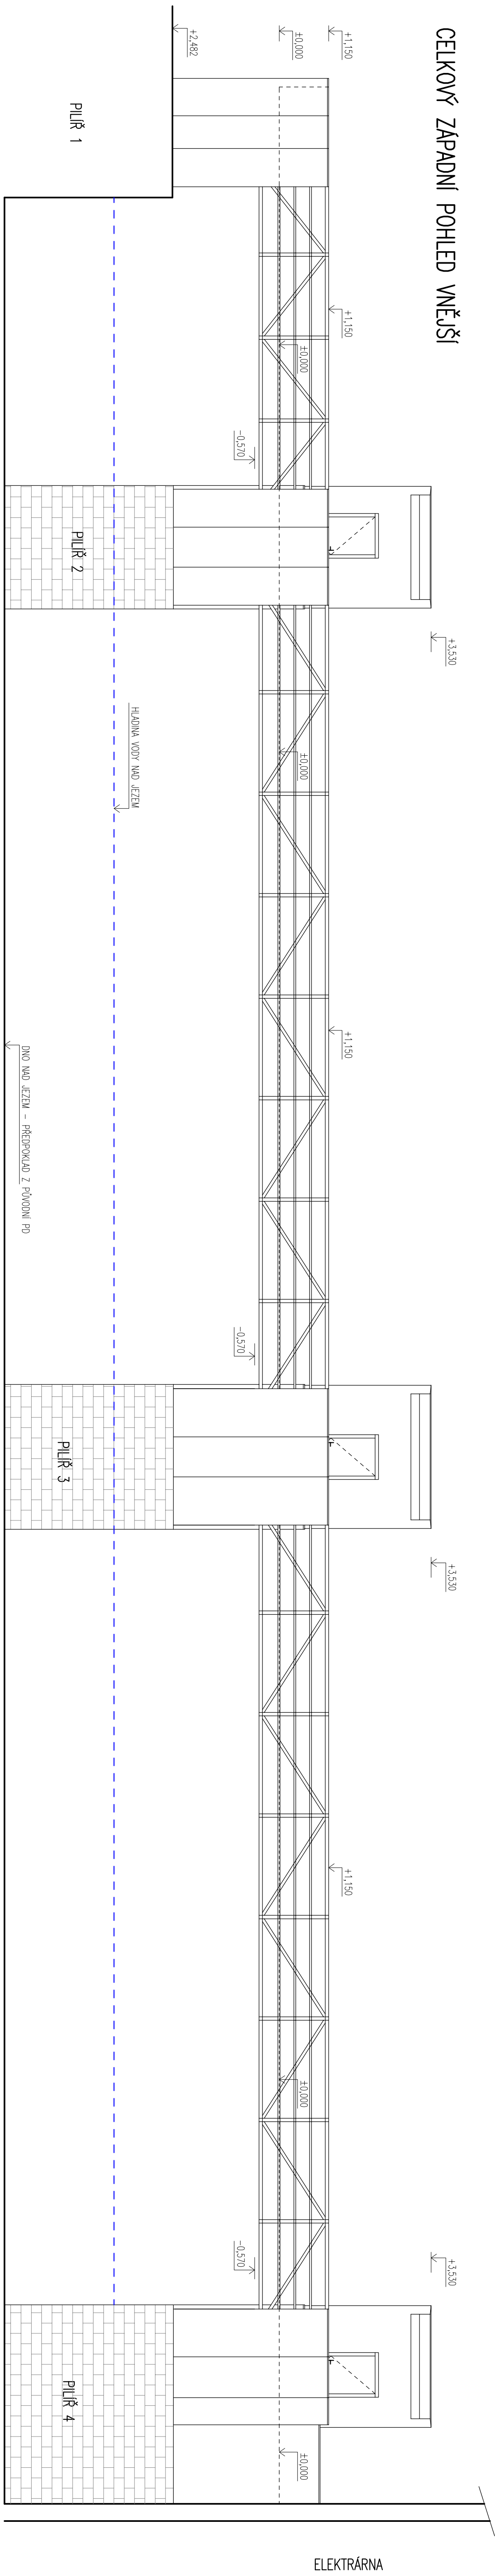 CELKOVÝ ZÁPADNÍ POHLED VNĚJŠÍ
+1,150
±0,000
+2,482
PILÍŘ 1
+1,150
±0,000
-0,570
PILÍŘ 2
+3,530
±0,000
HLADINA VODY NAD JEZEM
+1,150
DNO NAD JEZEM - PŘEDPOKLAD Z PŮVODNÍ PD
-0,570
PILÍŘ 3
+3,530
+1,150
±0,000
+3,530
-0,570
PILÍŘ 4
±0,000
ELEKTRÁRNA